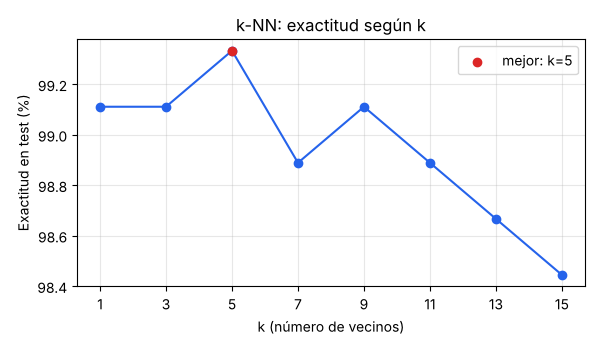 k-NN: exactitud según k
mejor: k=5
Exactitud en test (%)
99.2
99.0
98.8
98.6
98.4
1 3 5 7 9 11 13 15
k (número de vecinos)